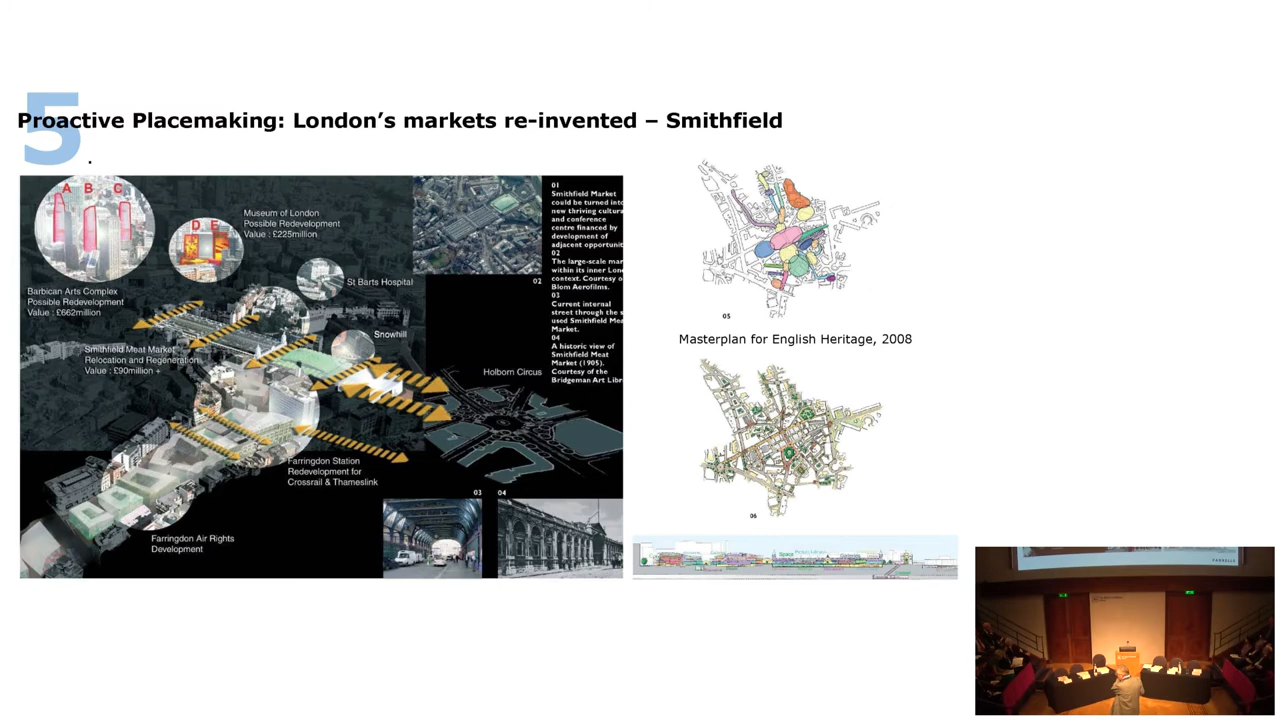 5
Proactive Placemaking: London’s markets re-invented – Smithfield
.
A
B
C
D
E
Museum of London
Possible Redevelopment
Value : £225million
St Barts Hospital
Barbican Arts Complex
Possible Redevelopment
Value : £662million
Snowhill
Smithfield Meat Market
Relocation and Regeneration
Value : £90million +
Holborn Circus
Farringdon Station
Redevelopment for
Crossrail & Thameslink
Farringdon Air Rights
Development
02
03
04
01
Smithfield Market
could be turned into
new thriving cultura
and conference
centre financed by
development of
adjacent opportunit
02
The large-scale mar
within its inner Lon
context. Courtesy o
Blom Aerofilms.
03
Current internal
street through the s
used Smithfield Mea
Market.
04
A historic view of
Smithfield Meat
Market (1905).
Courtesy of the
Bridgeman Art Libr
05
Masterplan for English Heritage, 2008
06
Space
FARRELLS